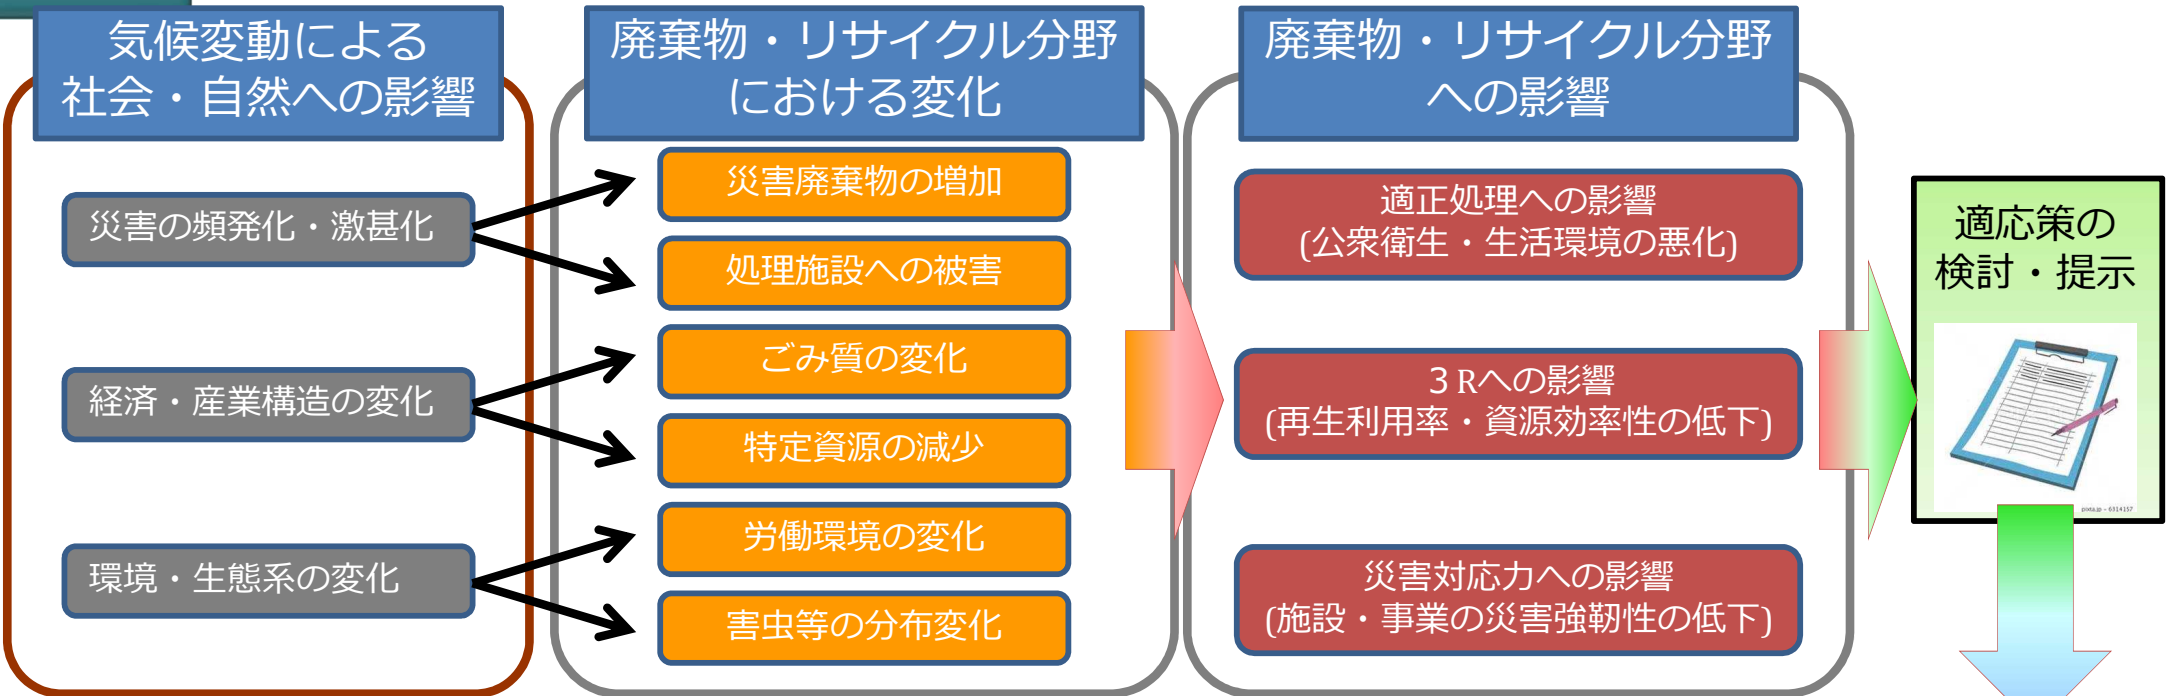 気候変動による
社会・自然への影響
災害の頻発化・激甚化
経済・産業構造の変化
環境・生態系の変化
廃棄物・リサイクル分野
における変化
災害廃棄物の増加
処理施設への被害
ごみ質の変化
特定資源の減少
労働環境の変化
害虫等の分布変化
廃棄物・リサイクル分野
への影響
適正処理への影響
(公衆衛生・生活環境の悪化)
３Rへの影響
(再生利用率・資源効率性の低下)
災害対応力への影響
(施設・事業の災害強靭性の低下)
適応策の
検討・提示
pixta.jp - 6314157